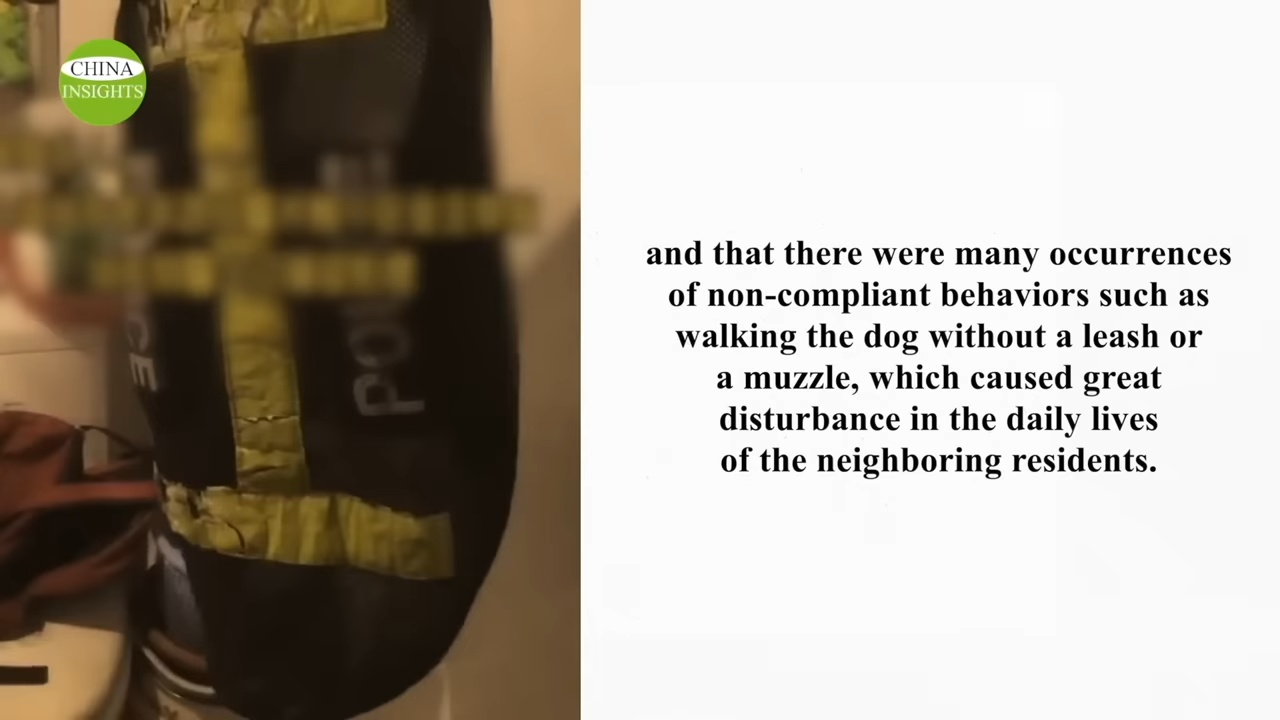 CHINA
INSIGHTS
POLICE
and that there were many occurrences
of non-compliant behaviors such as
walking the dog without a leash or
a muzzle, which caused great
disturbance in the daily lives
of the neighboring residents.